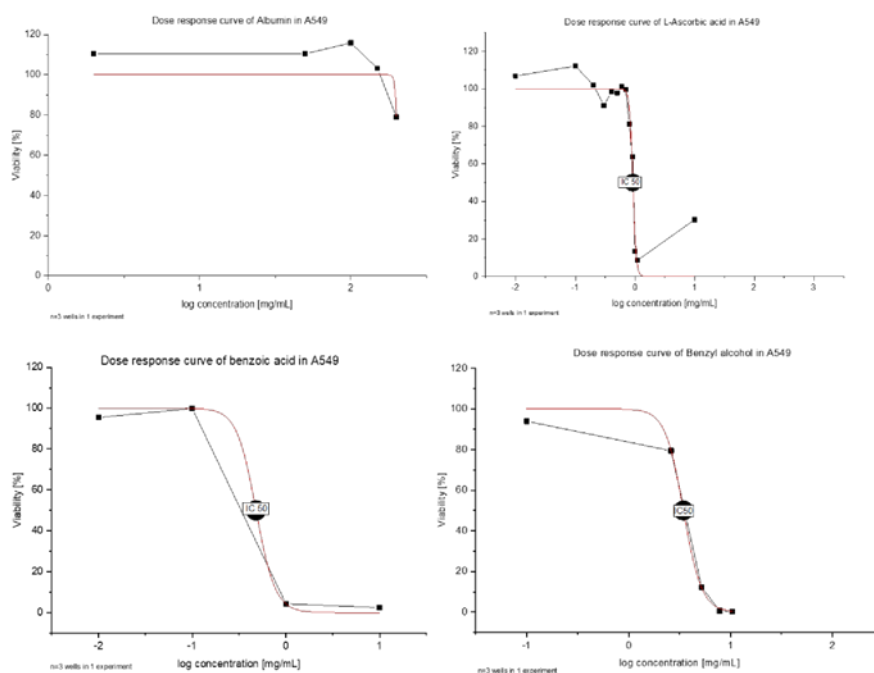 Dose response curve of Albumin in A549
Viability [%]
120
100
80
60
40
20
0
0
1
2
log concentration [mg/mL]
n=3 wells in 1 experiment
Dose response curve of L-Ascorbic acid in A549
Viability [%]
120
100
80
60
40
20
0
IC 50
-2
-1
0
1
2
3
log concentration [mg/mL]
n=3 wells in 1 experiment
Dose response curve of benzoic acid in A549
Viability [%]
120
100
80
60
40
20
0
IC 50
-2
-1
0
1
log concentration [mg/mL]
n=3 wells in 1 experiment
Dose response curve of Benzyl alcohol in A549
Viability [%]
120
100
80
60
40
20
0
IC50
-1
0
1
2
log concentration [mg/mL]
n=3 wells in 1 experiment